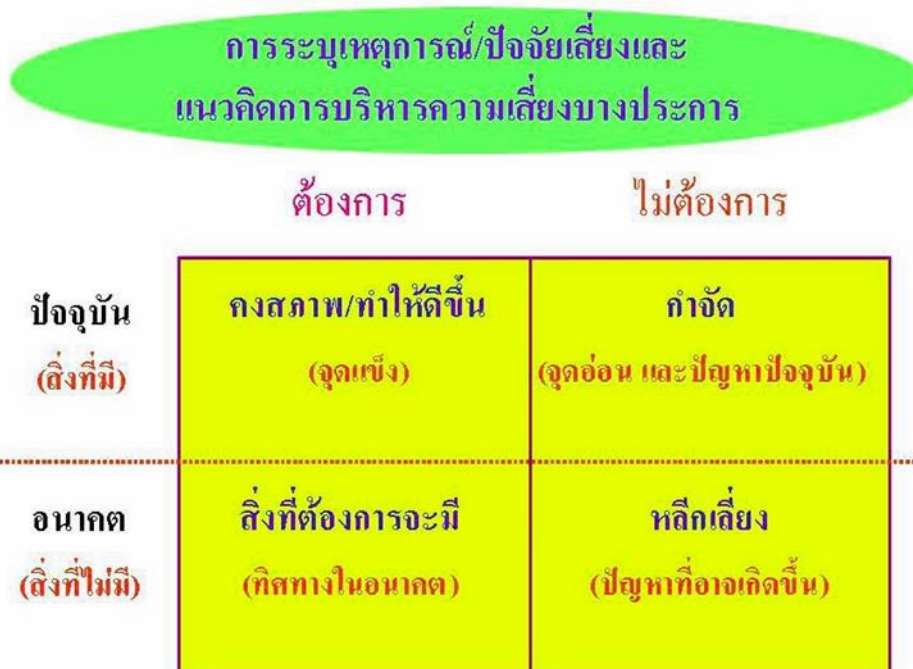 การระบุเหตุการณ์/ปัจจัยเสี่ยงและ
แนวคิดการบริหารความเสี่ยงบางประการ
ต้องการ ไม่ต้องการ
ปัจจุบัน คงสภาพ/ทำให้ดีขึ้น กำจัด
(สิ่งที่มี) (จุดแข็ง) (จุดอ่อน และปัญหาปัจจุบัน)
อนาคต สิ่งที่ต้องการจะมี หลีกเลี่ยง
(สิ่งที่ไม่มี) (ทิศทางในอนาคต) (ปัญหาที่อาจเกิดขึ้น)